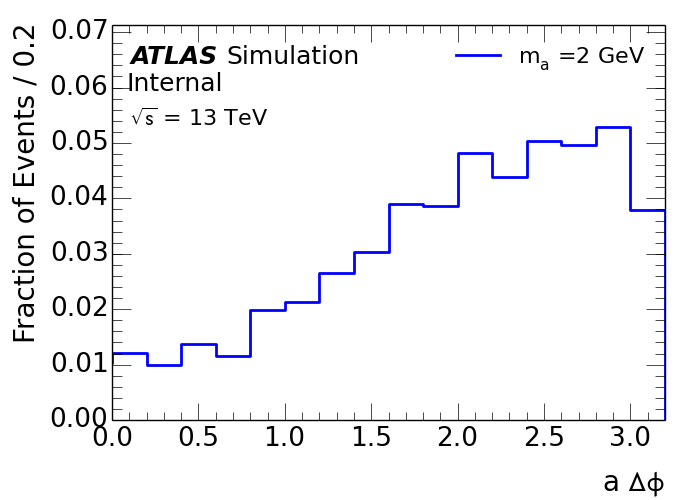 0.07
ATLAS Simulation
Internal
√s = 13 TeV
mₐ =2 GeV
Fraction of Events / 0.2
0.06
0.05
0.04
0.03
0.02
0.01
0.00
0.0 0.5 1.0 1.5 2.0 2.5 3.0
a Δϕ